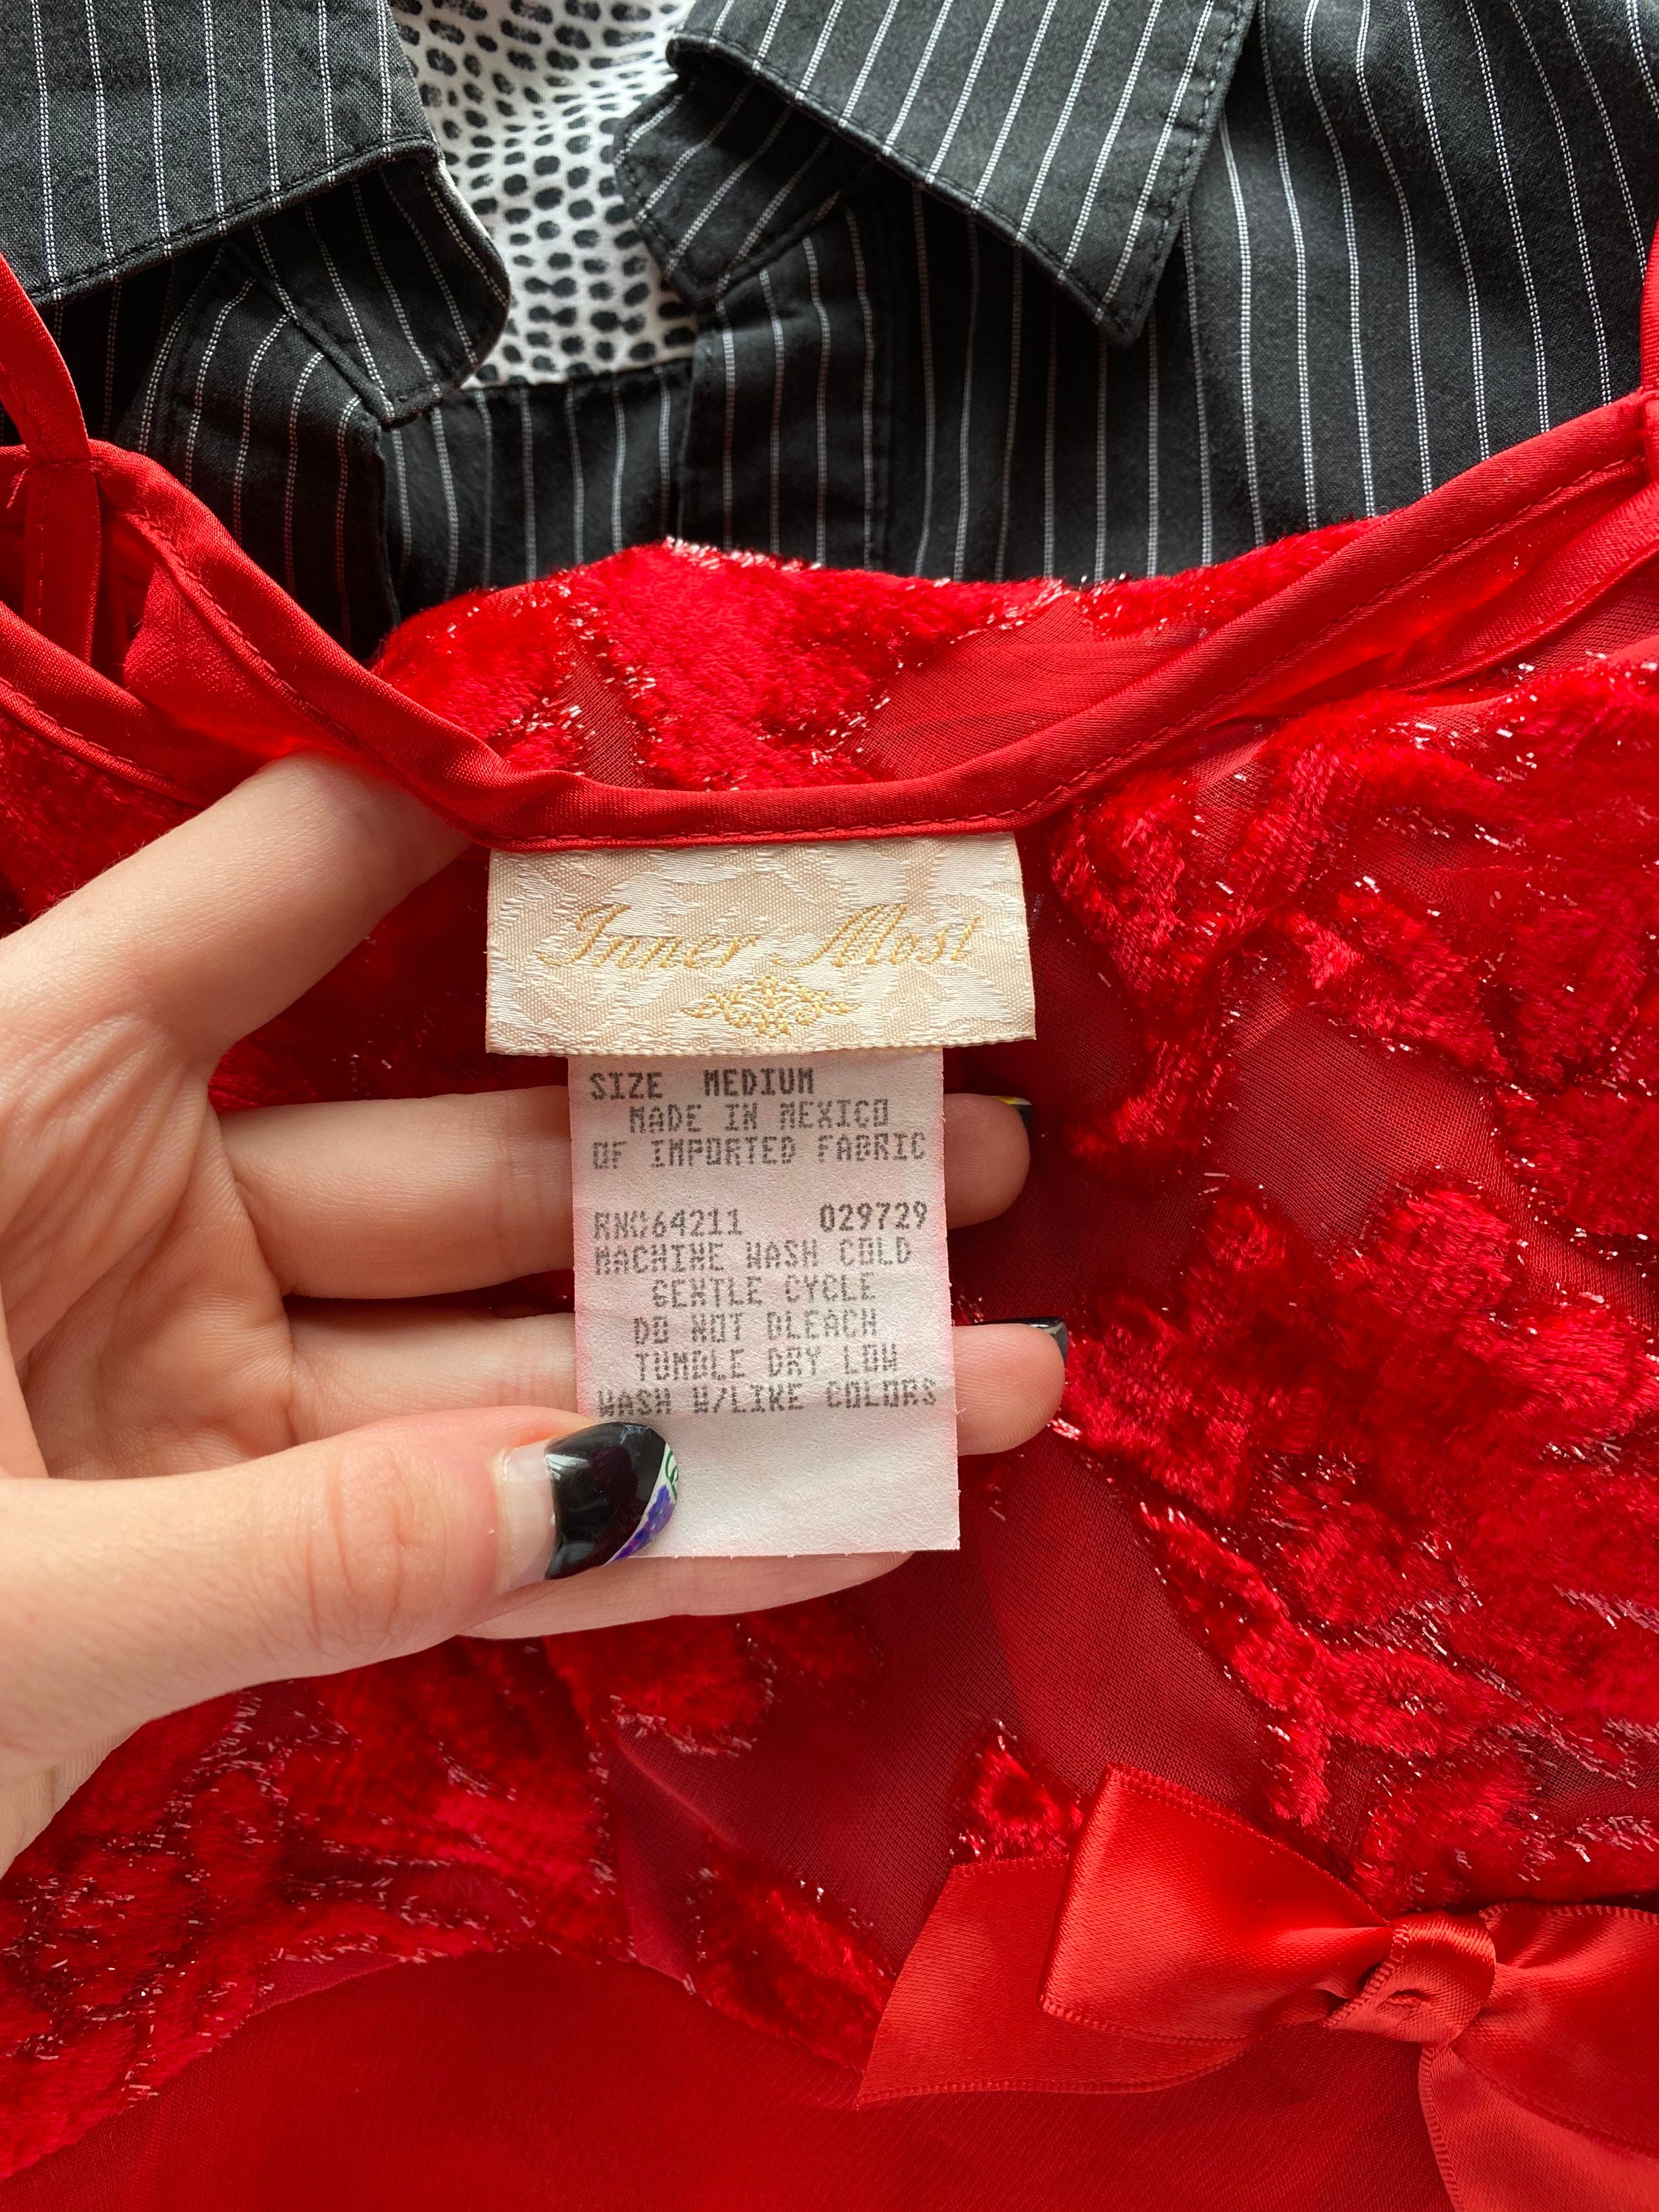 Inner Most
SIZE MEDIUM
MADE IN MEXICO
OF IMPORTED FABRIC
RN#64211 029729
MACHINE WASH COLD
GENTLE CYCLE
DO NOT BLEACH
TUMBLE DRY LOW
WASH W/LIKE COLORS